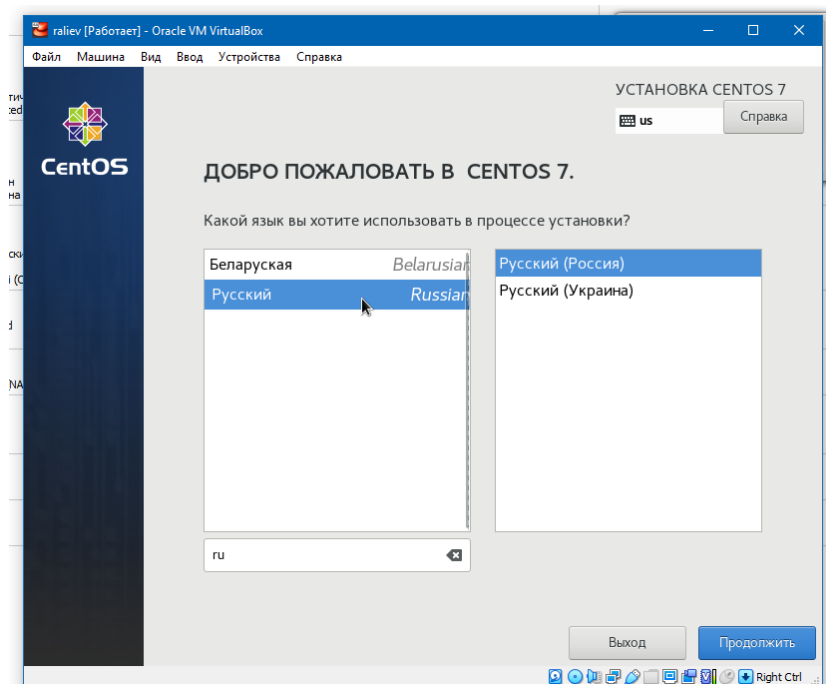 raliev [Работает] - Oracle VM VirtualBox
Файл Машина Вид Ввод Устройства Справка
УСТАНОВКА CENTOS 7
us
Справка
CentOS
ДОБРО ПОЖАЛОВАТЬ В CENTOS 7.
Какой язык вы хотите использовать в процессе установки?
Беларуская Belarusian
Русский Russian
Русский (Россия)
Русский (Украина)
ru
Выход
Продолжить
Right Ctrl